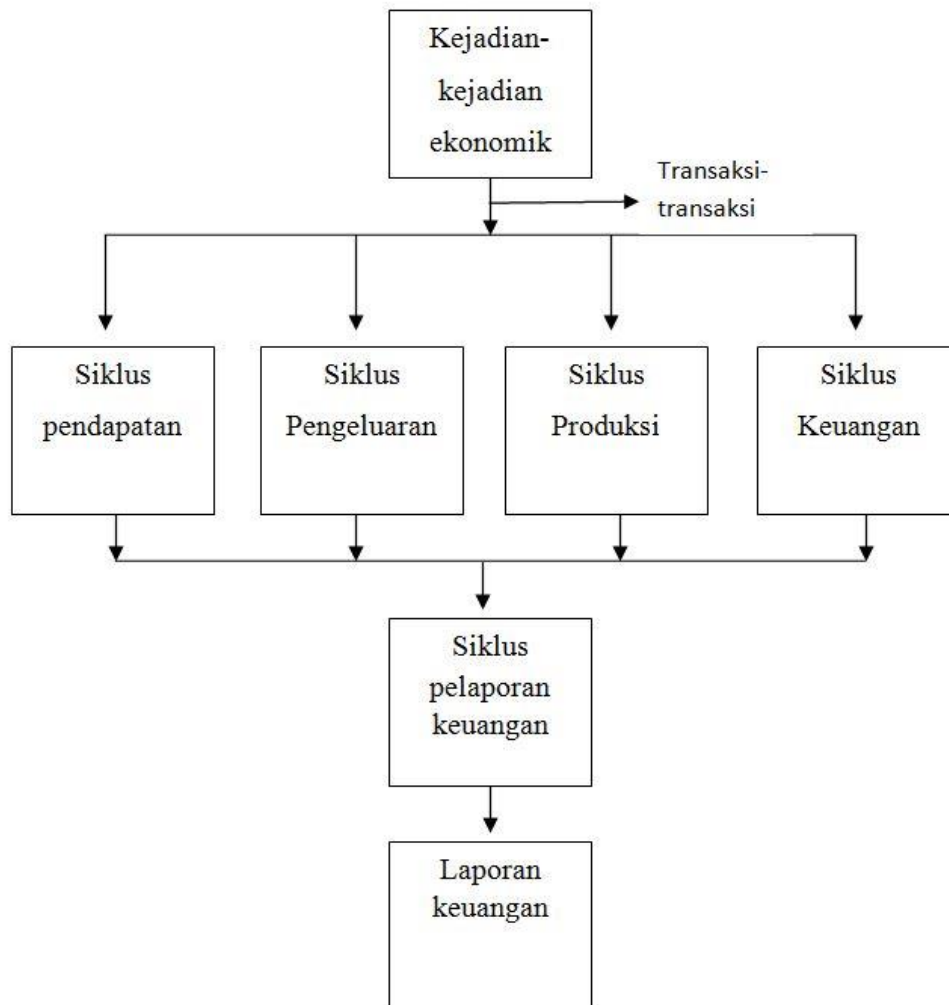 Kejadian-
kejadian
ekonomik
Transaksi-
transaksi
Siklus
pendapatan
Siklus
Pengeluaran
Siklus
Produksi
Siklus
Keuangan
Siklus
pelaporan
keuangan
Laporan
keuangan